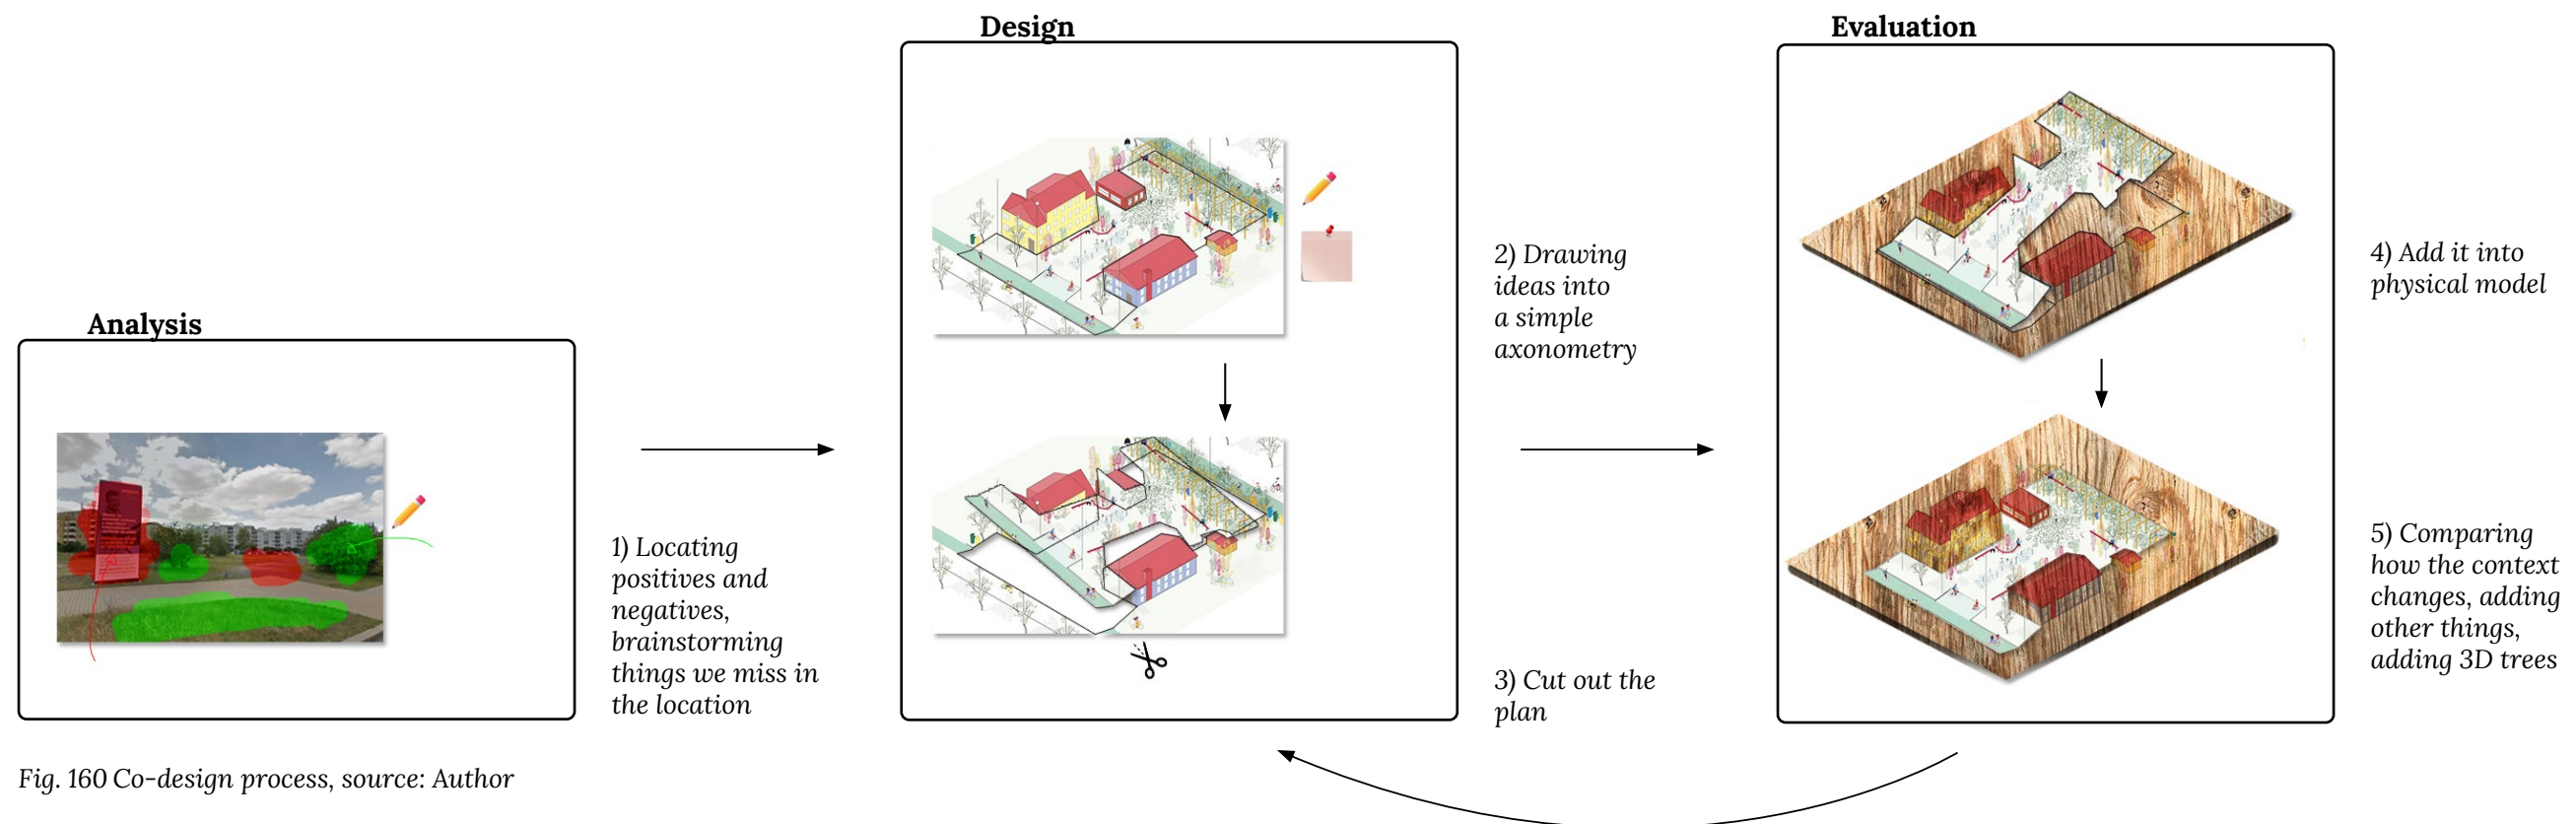 Design
Evaluation
Analysis
1) Locating
positives and
negatives,
brainstorming
things we miss in
the location
2) Drawing
ideas into
a simple
axonometry
3) Cut out the
plan
4) Add it into
physical model
5) Comparing
how the context
changes, adding
other things,
adding 3D trees
Fig. 160 Co-design process, source: Author